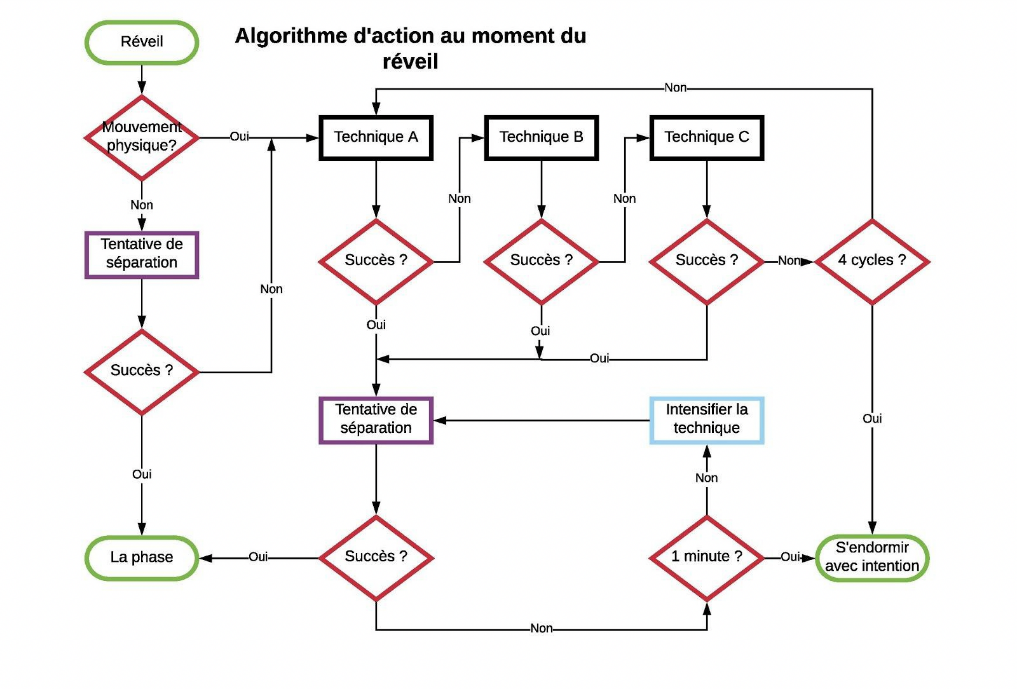 Réveil
Algorithme d'action au moment du
réveil
Non
Mouvement
physique?
Oui
Technique A
Technique B
Technique C
Non
Non
Non
Tentative de
séparation
Succès ?
Succès ?
Succès ?
Non
4 cycles ?
Non
Oui
Oui
Oui
Succès ?
Tentative de
séparation
Intensifier la
technique
Oui
Oui
Non
La phase
Oui
Succès ?
1 minute ?
Oui
S'endormir
avec intention
Non